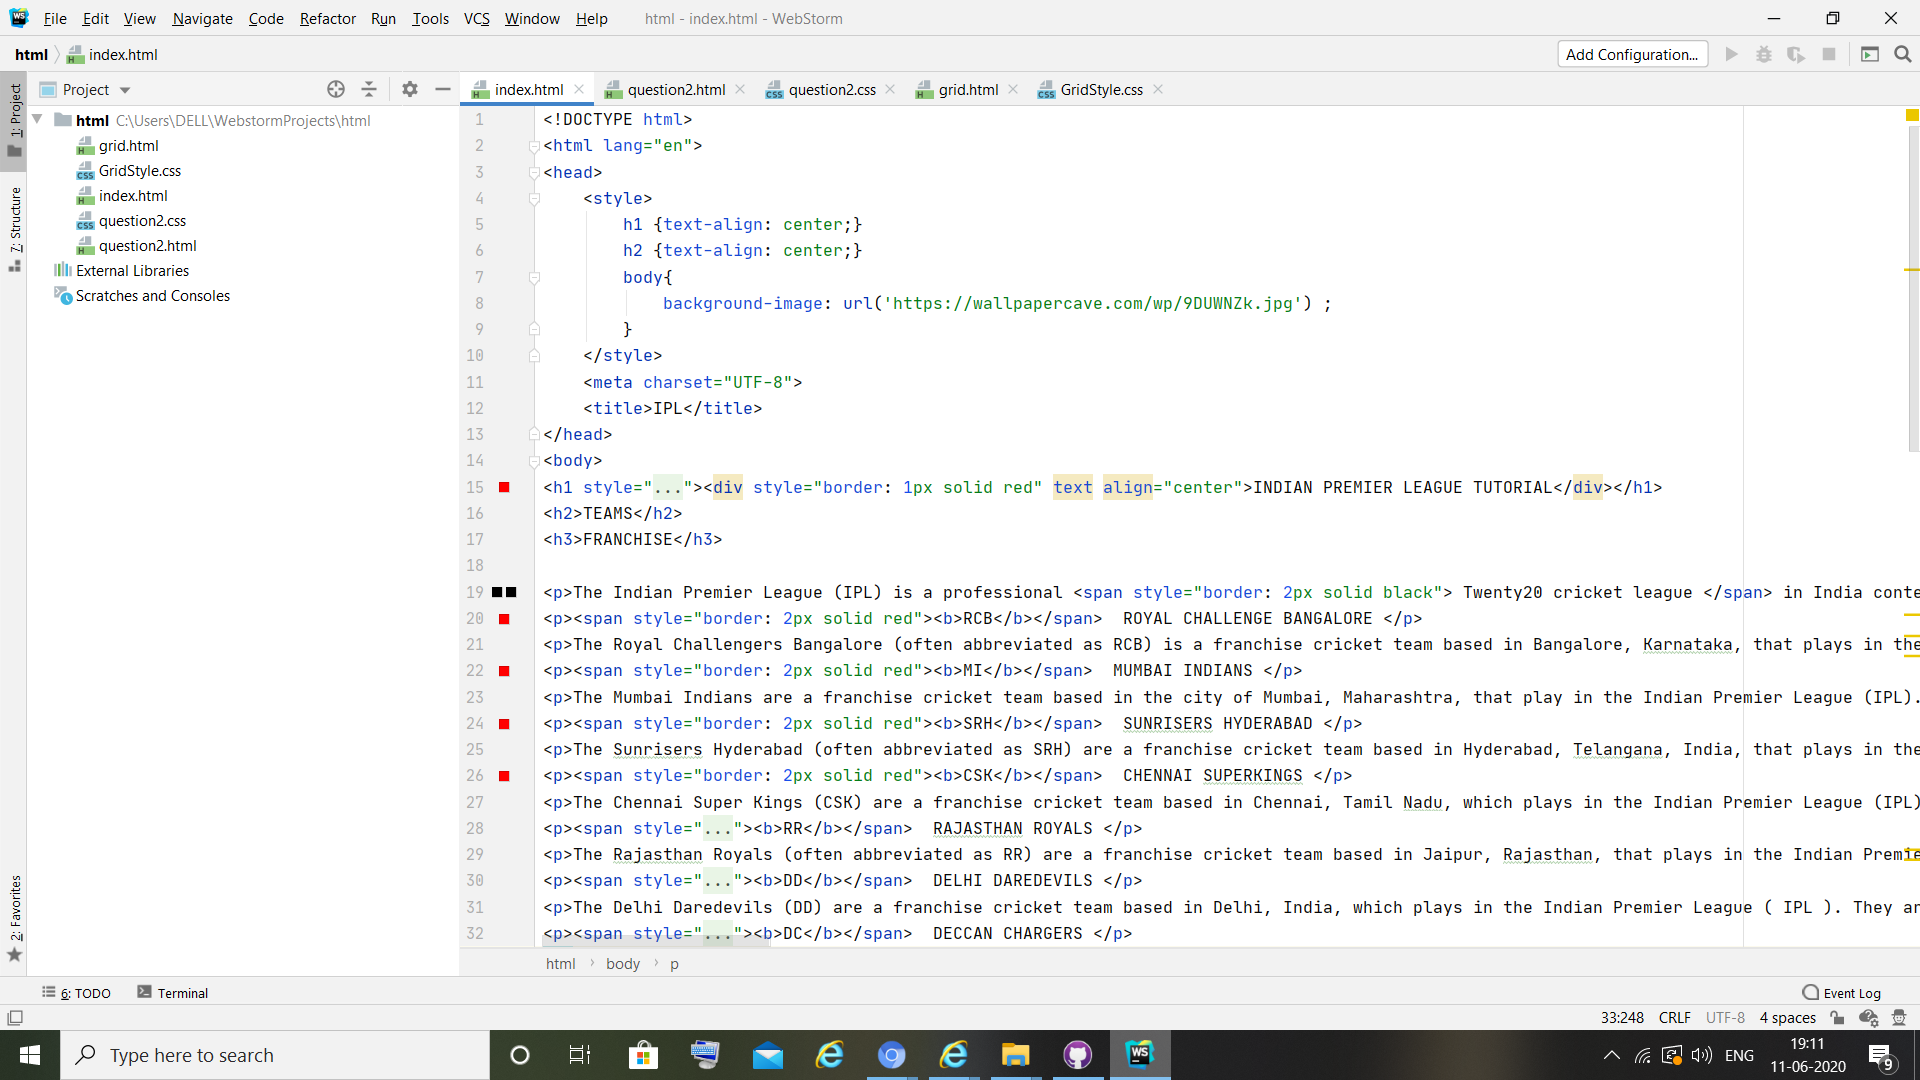 File Edit View Navigate Code Refactor Run Tools VCS Window Help html - index.html - WebStorm
html index.html Add Configuration...
Project
index.html question2.html question2.css grid.html GridStyle.css
1: Project
7: Structure
2: Favorites
html C:\Users\DELL\WebstormProjects\html
grid.html
GridStyle.css
index.html
question2.css
question2.html
External Libraries
Scratches and Consoles
1 <!DOCTYPE html>
2 <html lang="en">
3 <head>
4 <style>
5 h1 {text-align: center;}
6 h2 {text-align: center;}
7 body{
8 background-image: url('https://wallpapercave.com/wp/9DUWNZk.jpg') ;
9 }
10 </style>
11 <meta charset="UTF-8">
12 <title>IPL</title>
13 </head>
14 <body>
15 <h1 style="..."><div style="border: 1px solid red" text align="center">INDIAN PREMIER LEAGUE TUTORIAL</div></h1>
16 <h2>TEAMS</h2>
17 <h3>FRANCHISE</h3>
18
19 <p>The Indian Premier League (IPL) is a professional <span style="border: 2px solid black"> Twenty20 cricket league </span> in India conte
20 <p><span style="border: 2px solid red"><b>RCB</b></span> ROYAL CHALLENGE BANGALORE </p>
21 <p>The Royal Challengers Bangalore (often abbreviated as RCB) is a franchise cricket team based in Bangalore, Karnataka, that plays in the
22 <p><span style="border: 2px solid red"><b>MI</b></span> MUMBAI INDIANS </p>
23 <p>The Mumbai Indians are a franchise cricket team based in the city of Mumbai, Maharashtra, that play in the Indian Premier League (IPL).
24 <p><span style="border: 2px solid red"><b>SRH</b></span> SUNRISERS HYDERABAD </p>
25 <p>The Sunrisers Hyderabad (often abbreviated as SRH) are a franchise cricket team based in Hyderabad, Telangana, India, that plays in the
26 <p><span style="border: 2px solid red"><b>CSK</b></span> CHENNAI SUPERKINGS </p>
27 <p>The Chennai Super Kings (CSK) are a franchise cricket team based in Chennai, Tamil Nadu, which plays in the Indian Premier League (IPL)
28 <p><span style="..."><b>RR</b></span> RAJASTHAN ROYALS </p>
29 <p>The Rajasthan Royals (often abbreviated as RR) are a franchise cricket team based in Jaipur, Rajasthan, that plays in the Indian Premie
30 <p><span style="..."><b>DD</b></span> DELHI DAREDEVILS </p>
31 <p>The Delhi Daredevils (DD) are a franchise cricket team based in Delhi, India, which plays in the Indian Premier League ( IPL ). They ar
32 <p><span style="..."><b>DC</b></span> DECCAN CHARGERS </p>
html body p
6: TODO Terminal Event Log
33:248 CRLF UTF-8 4 spaces
Type here to search
ENG
19:11
11-06-2020
9